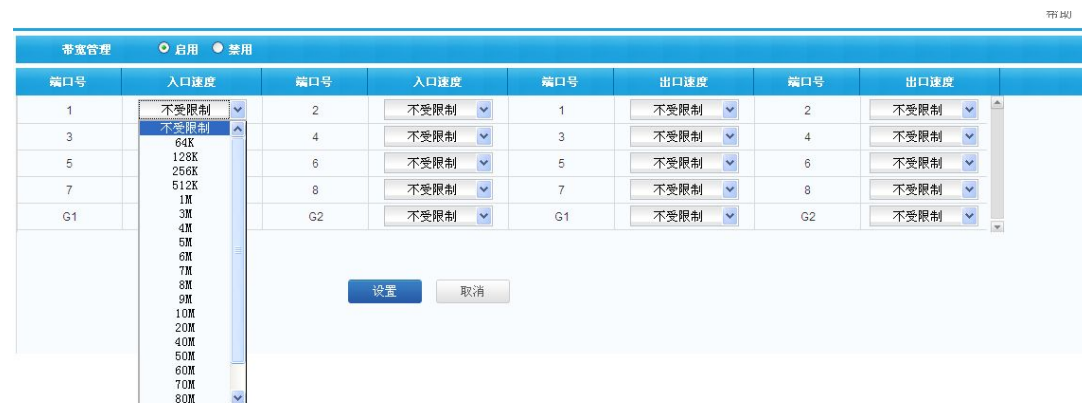 帮助
带宽管理 启用 禁用
端口号 入口速度 端口号 入口速度 端口号 出口速度 端口号 出口速度
1 不受限制 2 不受限制 1 不受限制 2 不受限制
不受限制
3 4 不受限制 3 不受限制 4 不受限制
64K
128K
5 6 不受限制 5 不受限制 6 不受限制
256K
512K
7 8 不受限制 7 不受限制 8 不受限制
1M
3M
G1 G2 不受限制 G1 不受限制 G2 不受限制
4M
5M
6M
7M
8M
设置 取消
9M
10M
20M
40M
50M
60M
70M
80M